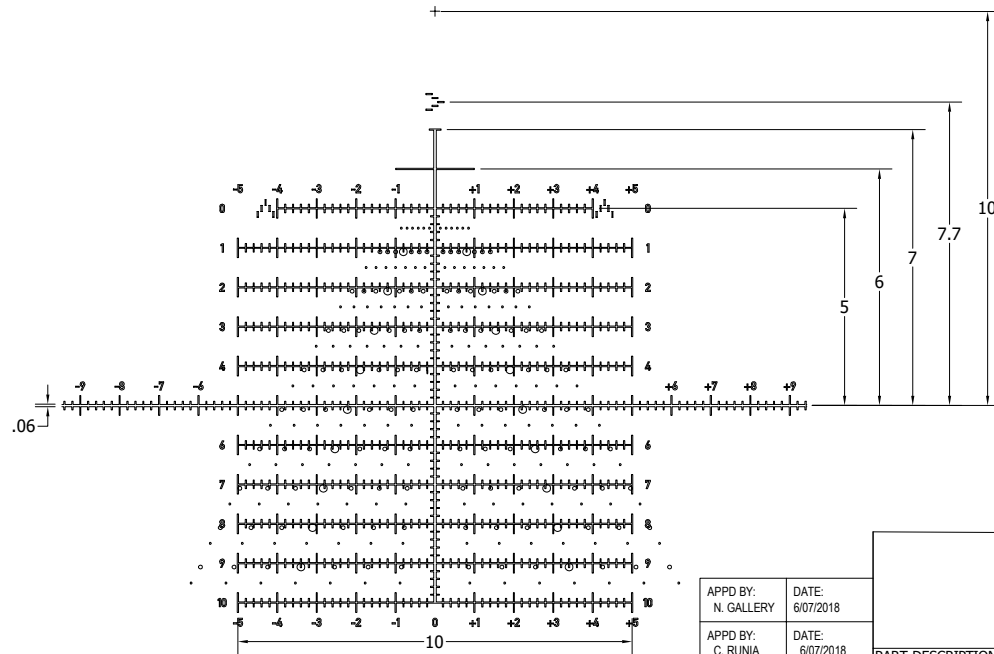 -5 -4 -3 -2 -1 +1 +2 +3 +4 +5
0 0
1 1
2 2
3 3
4 4
-9 -8 -7 -6 +6 +7 +8 +9
6 6
7 7
8 8
9 9
10 10
-5 -4 -3 -2 -1 0 +1 +2 +3 +4 +5
10
.06
5
6
7
7.7
10
APPD BY: DATE:
N. GALLERY 6/07/2018
APPD BY: DATE:
C. RUNIA 6/07/2018
PART DESCRIPTION